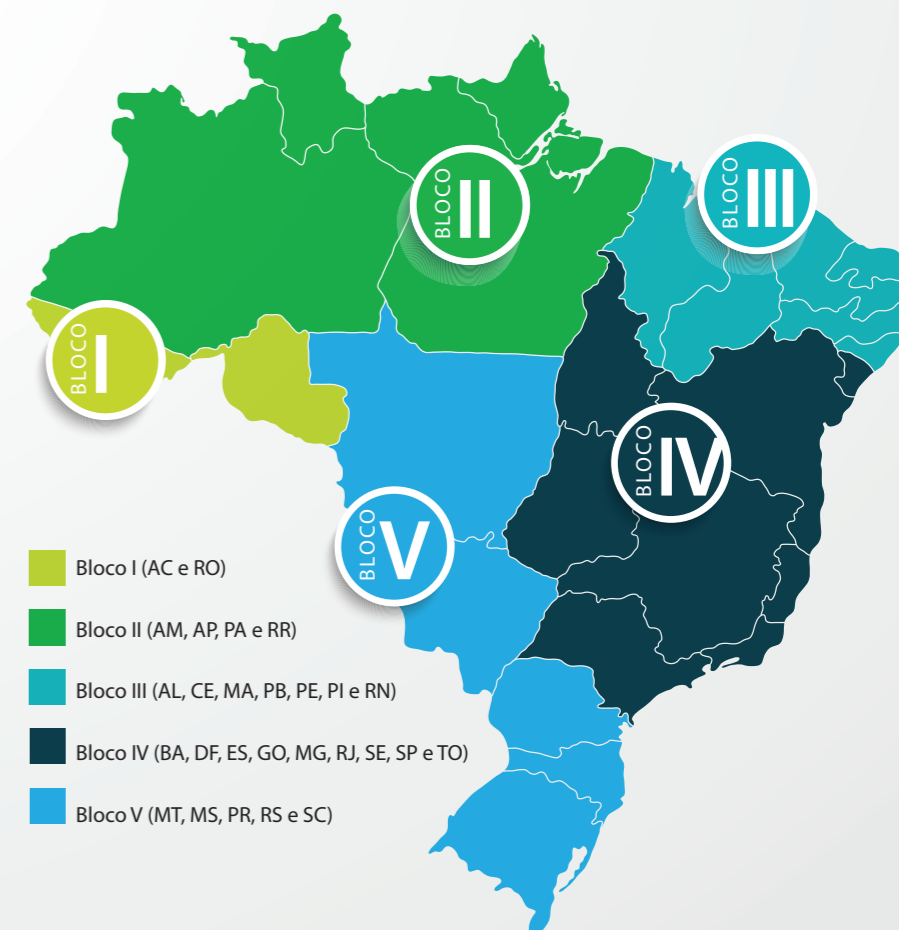 BLOCO II
BLOCO III
BLOCO I
BLOCO IV
BLOCO V
Bloco I (AC e RO)
Bloco II (AM, AP, PA e RR)
Bloco III (AL, CE, MA, PB, PE, PI e RN)
Bloco IV (BA, DF, ES, GO, MG, RJ, SE, SP e TO)
Bloco V (MT, MS, PR, RS e SC)